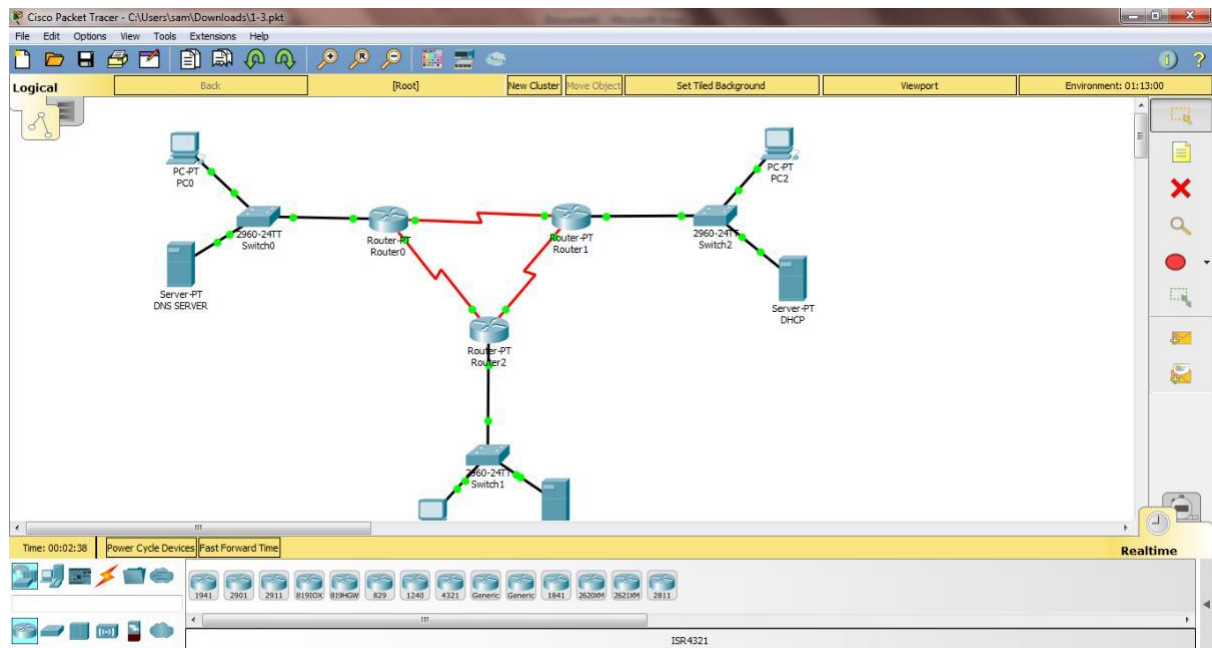 Cisco Packet Tracer - C:\Users\sam\Downloads\1-3.pkt
File Edit Options View Tools Extensions Help
Logical Back [Root] New Cluster Move Object Set Tiled Background Viewport Environment: 01:13:00
PC-PT
PC0
PC-PT
PC2
2960-24TT
Switch0
Router-PT
Router0
Router-PT
Router1
2960-24TT
Switch2
Server-PT
DNS SERVER
Server-PT
DHCP
Router-PT
Router2
2960-24TT
Switch1
Time: 00:02:38 Power Cycle Devices Fast Forward Time Realtime
1941 2901 2911 819IOX 819HGW 829 1240 4321 Generic Generic 1841 2620XM 2621XM 2811
ISR4321